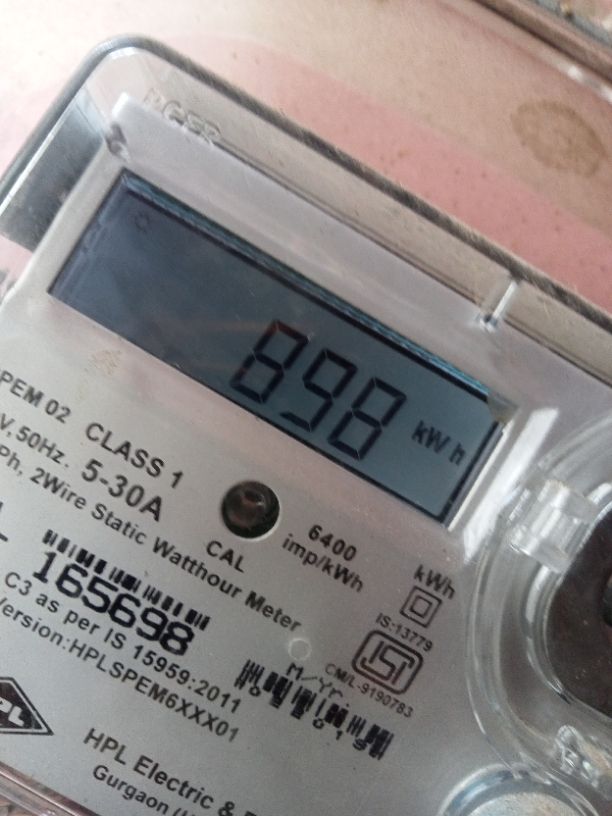 898 kWh
PEM 02 CLASS 1
V, 50Hz. 5-30A
Ph, 2Wire Static Watthour Meter
CAL
6400
imp/kWh
kWh
165698
IS:13779
C3 as per IS 15959:2011
Version:HPLSPEM6XXX01
M/Yr.
CM/L-9190783
HPL Electric &
Gurgaon